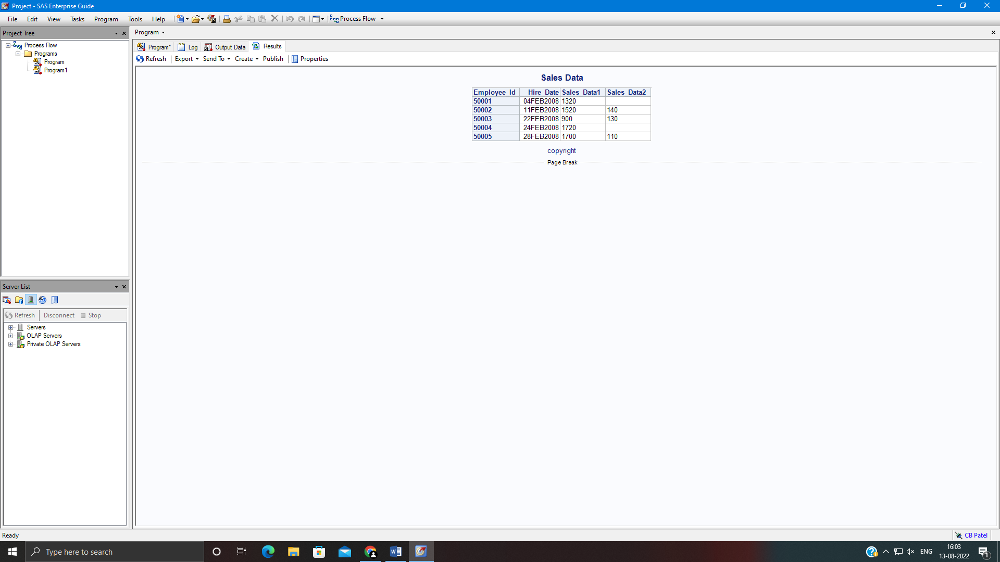 Project - SAS Enterprise Guide
File Edit View Tasks Program Tools Help Process Flow
Project Tree
Process Flow
Programs
Program
Program1
Program
Program* Log Output Data Results
Refresh Export Send To Create Publish Properties
Sales Data
Employee_Id Hire_Date Sales_Data1 Sales_Data2
50001 04FEB2008 1320
50002 11FEB2008 1520 140
50003 22FEB2008 900 130
50004 24FEB2008 1720
50005 28FEB2008 1700 110
copyright
Page Break
Server List
Refresh Disconnect Stop
Servers
OLAP Servers
Private OLAP Servers
Ready
CB Patel
Type here to search
ENG
16:03
13-08-2022
1